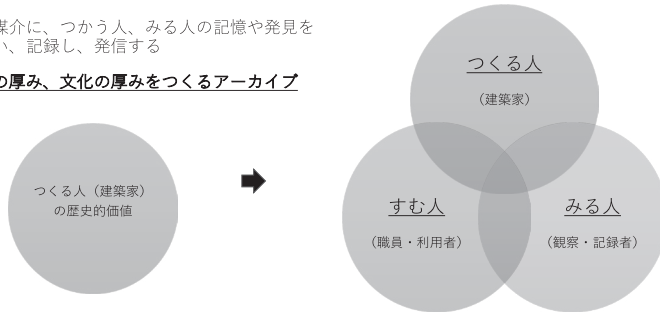 媒介に、つかう人、みる人の記憶や発見を
い、記録し、発信する
の厚み、文化の厚みをつくるアーカイブ
つくる人（建築家）
の歴史的価値
つくる人
（建築家）
すむ人
（職員・利用者）
みる人
（観察・記録者）